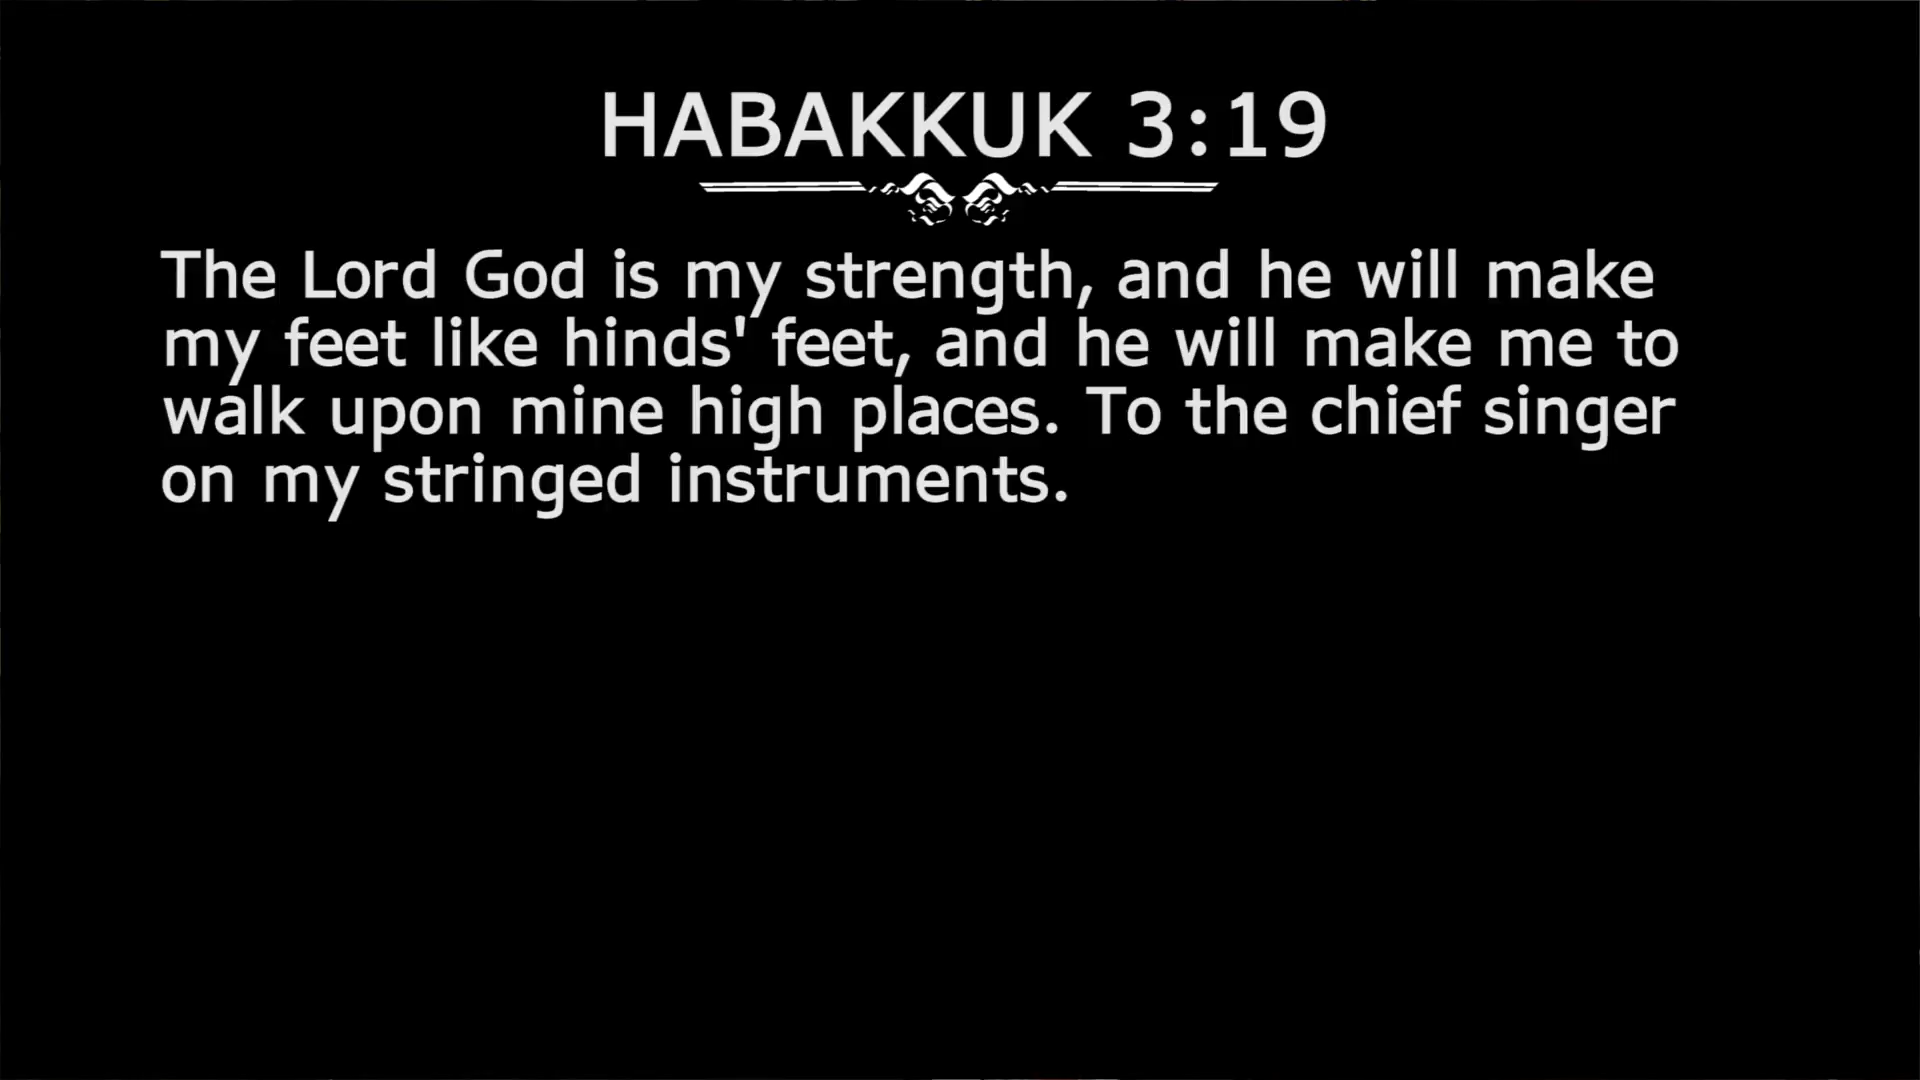 HABAKKUK 3:19
The Lord God is my strength, and he will make
my feet like hinds' feet, and he will make me to
walk upon mine high places. To the chief singer
on my stringed instruments.